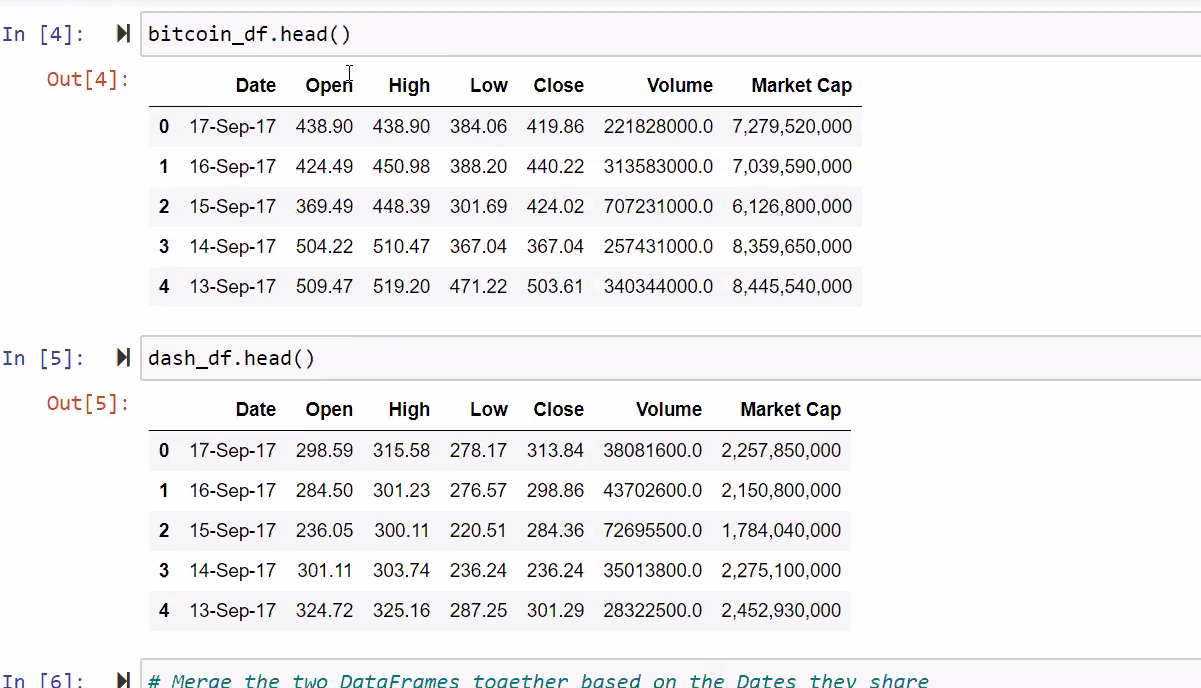 In [4]: bitcoin_df.head()
Out[4]:
Date Open High Low Close Volume Market Cap
0 17-Sep-17 438.90 438.90 384.06 419.86 221828000.0 7,279,520,000
1 16-Sep-17 424.49 450.98 388.20 440.22 313583000.0 7,039,590,000
2 15-Sep-17 369.49 448.39 301.69 424.02 707231000.0 6,126,800,000
3 14-Sep-17 504.22 510.47 367.04 367.04 257431000.0 8,359,650,000
4 13-Sep-17 509.47 519.20 471.22 503.61 340344000.0 8,445,540,000
In [5]: dash_df.head()
Out[5]:
Date Open High Low Close Volume Market Cap
0 17-Sep-17 298.59 315.58 278.17 313.84 38081600.0 2,257,850,000
1 16-Sep-17 284.50 301.23 276.57 298.86 43702600.0 2,150,800,000
2 15-Sep-17 236.05 300.11 220.51 284.36 72695500.0 1,784,040,000
3 14-Sep-17 301.11 303.74 236.24 236.24 35013800.0 2,275,100,000
4 13-Sep-17 324.72 325.16 287.25 301.29 28322500.0 2,452,930,000
In [6]: # Merge the two DataFrames together based on the Dates they share